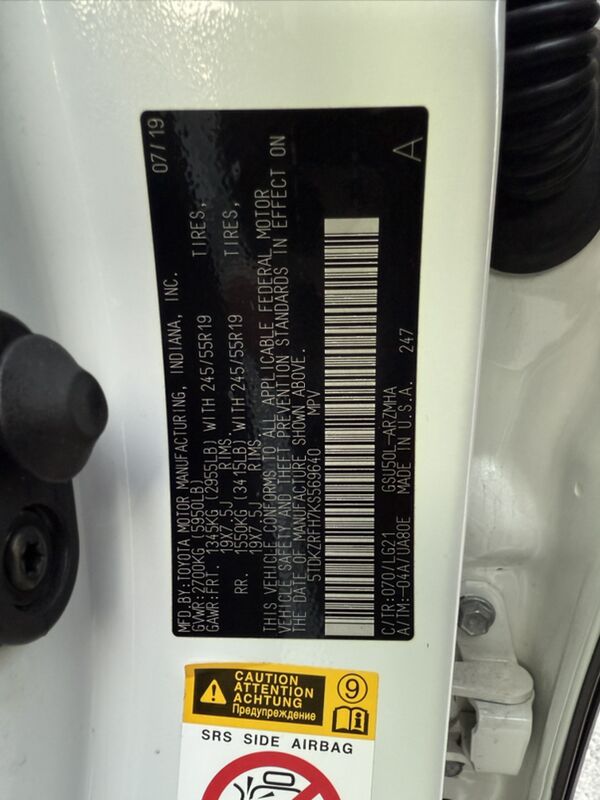 MFD.BY:TOYOTA MOTOR MANUFACTURING, INDIANA, INC. 07/19
GVWR:2700KG(5950LB)
GAWR:FRT. 1345KG(2955LB)WITH 245/55R19 TIRES,
19X7.5J RIMS.
RR. 1550KG(3415LB)WITH 245/55R19 TIRES,
19X7.5J RIMS.
THIS VEHICLE CONFORMS TO ALL APPLICABLE FEDERAL MOTOR
VEHICLE SAFETY AND THEFT PREVENTION STANDARDS IN EFFECT ON
THE DATE OF MANUFACTURE SHOWN ABOVE.
5TDKZRFH7KS569640 MPV
C/TR:070/LG21 GSU50L-ARZMHA
A/TM:-04A/UA80E MADE IN U.S.A. 247
A
CAUTION
ATTENTION
ACHTUNG
Предупреждение
9
i
SRS SIDE AIRBAG